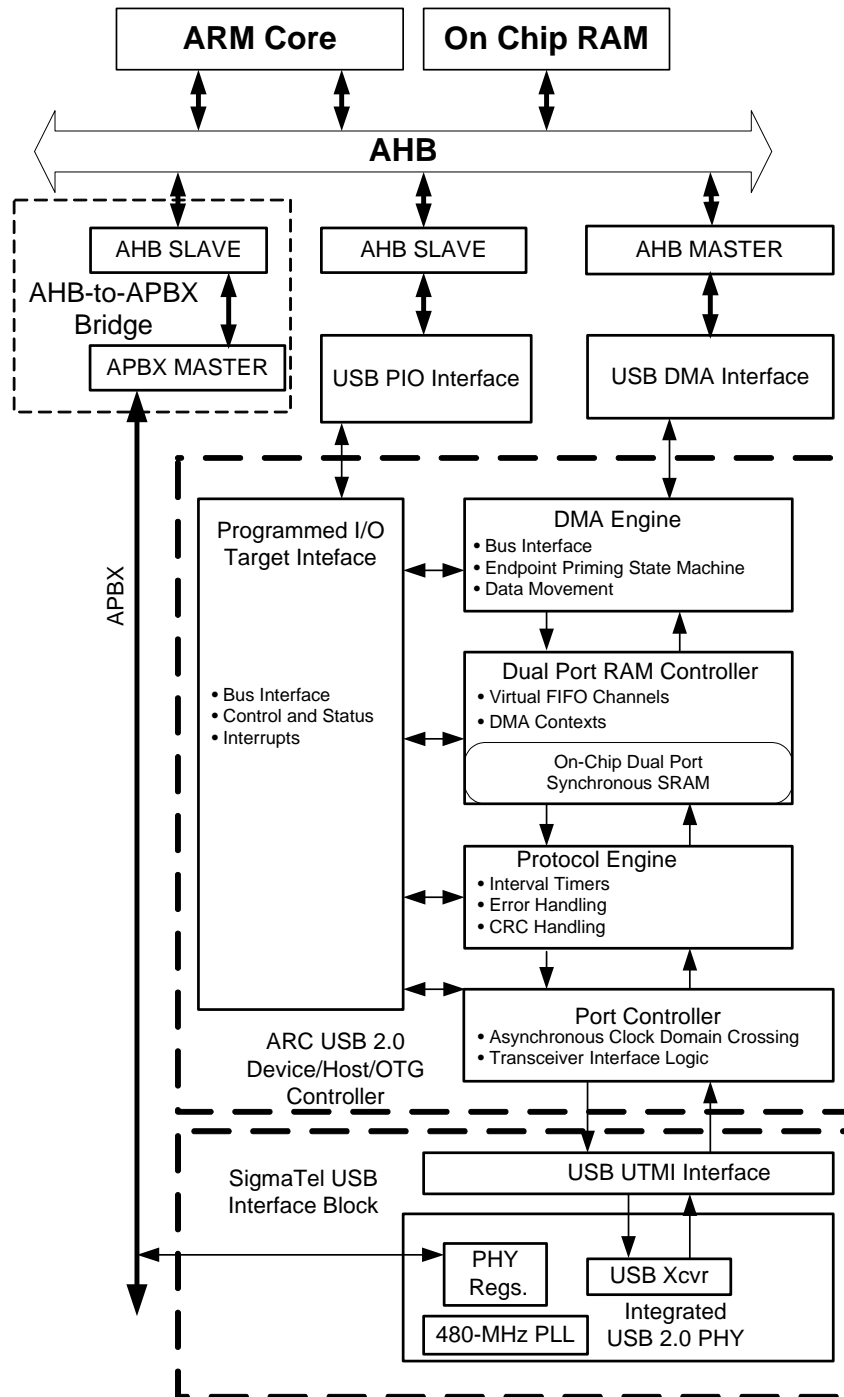 ARM Core
On Chip RAM
AHB
AHB SLAVE
AHB SLAVE
AHB MASTER
AHB-to-APBX
Bridge
APBX MASTER
USB PIO Interface
USB DMA Interface
APBX
Programmed I/O
Target Inteface
• Bus Interface
• Control and Status
• Interrupts
DMA Engine
• Bus Interface
• Endpoint Priming State Machine
• Data Movement
Dual Port RAM Controller
• Virtual FIFO Channels
• DMA Contexts
On-Chip Dual Port
Synchronous SRAM
Protocol Engine
• Interval Timers
• Error Handling
• CRC Handling
Port Controller
• Asynchronous Clock Domain Crossing
• Transceiver Interface Logic
ARC USB 2.0
Device/Host/OTG
Controller
SigmaTel USB
Interface Block
USB UTMI Interface
PHY
Regs.
USB Xcvr
480-MHz PLL
Integrated
USB 2.0 PHY